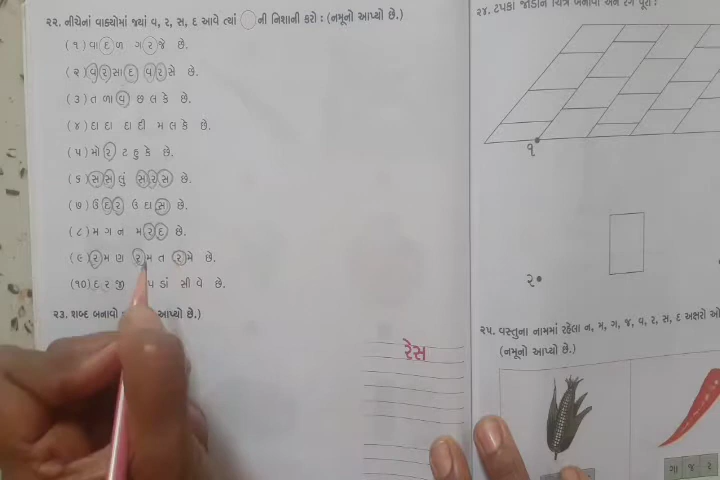 ૨૨. નીચેનાં વાક્યોમાં જ્યાં વ, ર, સ, દ આવે ત્યાં ની નિશાની કરો : (નમૂનો આપ્યો છે.)
(૧) વાદળ ગરજે છે.
(૨) વરસાદ વરસે છે.
(૩) તળાવ છલકે છે.
(૪) દાદા દાદી મલકે છે.
(૫) મોર ટહુકે છે.
(૬) સસલું સરસ છે.
(૭) ઉદર ઉદાસ છે.
(૮) મગન મરદ છે.
(૯) રમણ રમત રમે છે.
(૧૦) દરજી પડાં સીવે છે.
૨૩. શબ્દ બનાવો આપ્યો છે.)
રેસ
૨૪. ટપકાં જોડીને ચિત્ર બનાવો અને રંગ પૂરો :
૧
૨
૨૫. વસ્તુના નામમાં રહેલા ન, મ, ગ, જ, વ, ર, સ, દ અક્ષરો
(નમૂનો આપ્યો છે.)
ગા જ ર